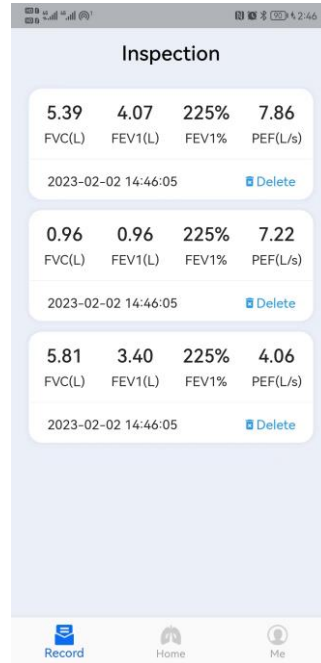 2:46
Inspection
5.39 4.07 225% 7.86
FVC(L) FEV1(L) FEV1% PEF(L/s)
2023-02-02 14:46:05 Delete
0.96 0.96 225% 7.22
FVC(L) FEV1(L) FEV1% PEF(L/s)
2023-02-02 14:46:05 Delete
5.81 3.40 225% 4.06
FVC(L) FEV1(L) FEV1% PEF(L/s)
2023-02-02 14:46:05 Delete
Record Home Me